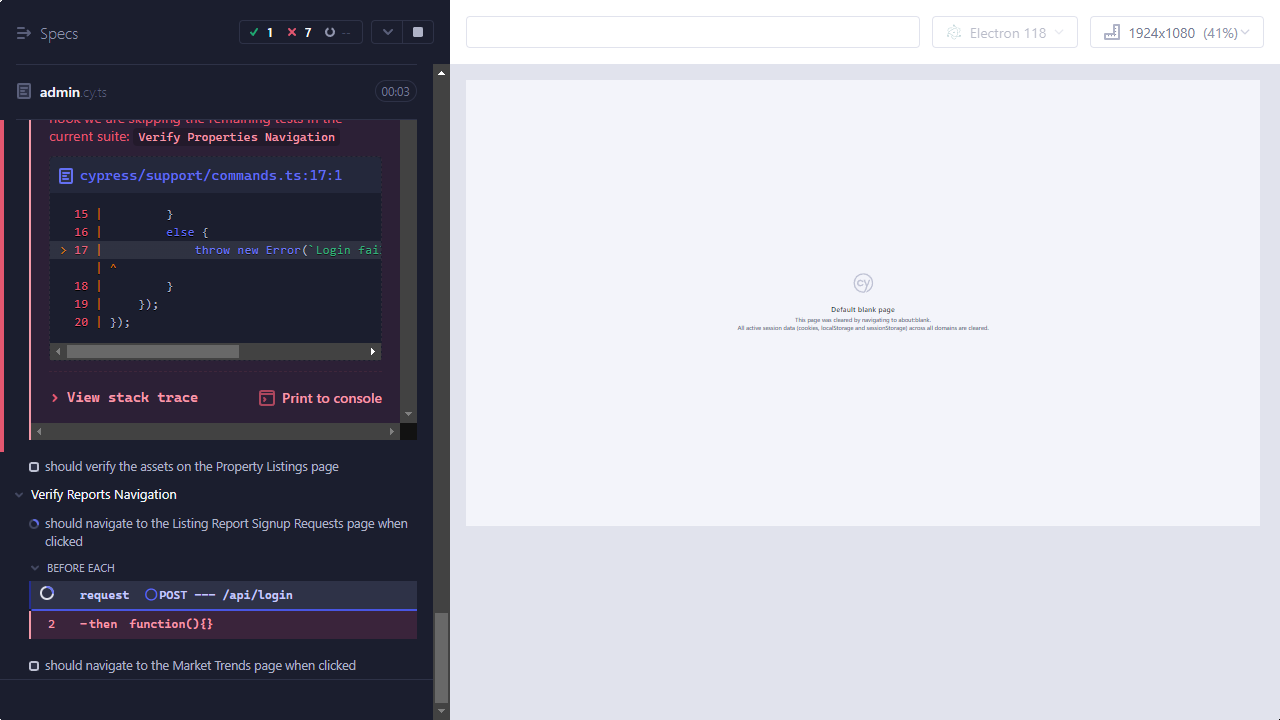 Specs
1
7
--
Electron 118
1924x1080 (41%)
admin.cy.ts
00:03
hook we are skipping the remaining tests in the
current suite: Verify Properties Navigation
cypress/support/commands.ts:17:1
15 | }
16 | else {
> 17 | throw new Error(`Login fai
| ^
18 | }
19 | });
20 | });
View stack trace
Print to console
should verify the assets on the Property Listings page
Verify Reports Navigation
should navigate to the Listing Report Signup Requests page when
clicked
BEFORE EACH
request POST --- /api/login
2 -then function(){}
should navigate to the Market Trends page when clicked
cy
Default blank page
This page was cleared by navigating to about:blank.
All active session data (cookies, localStorage and sessionStorage) across all domains are cleared.